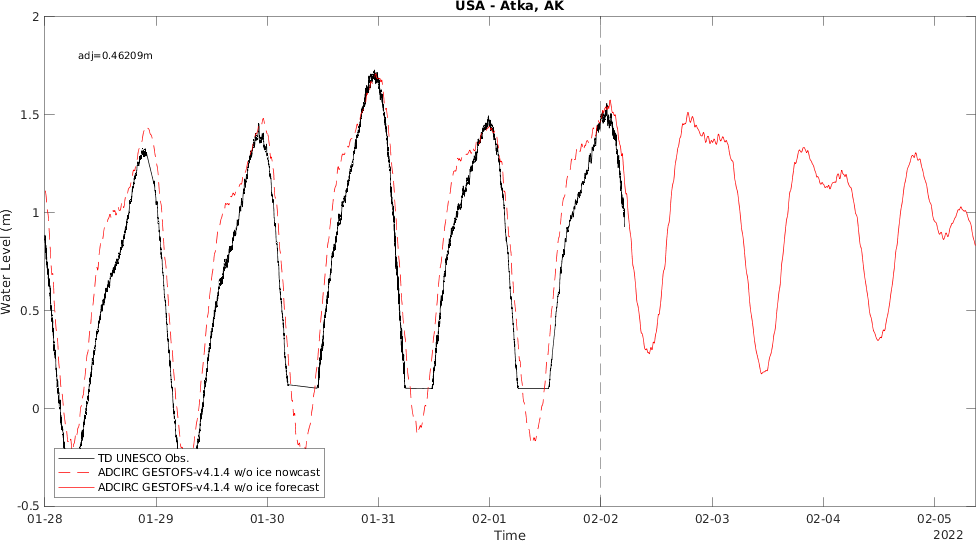 USA - Atka, AK
adj=0.46209m
Water Level (m)
2
1.5
1
0.5
0
-0.5
TD UNESCO Obs.
ADCIRC GESTOFS-v4.1.4 w/o ice nowcast
ADCIRC GESTOFS-v4.1.4 w/o ice forecast
01-28 01-29 01-30 01-31 02-01 02-02 02-03 02-04 02-05
Time
2022